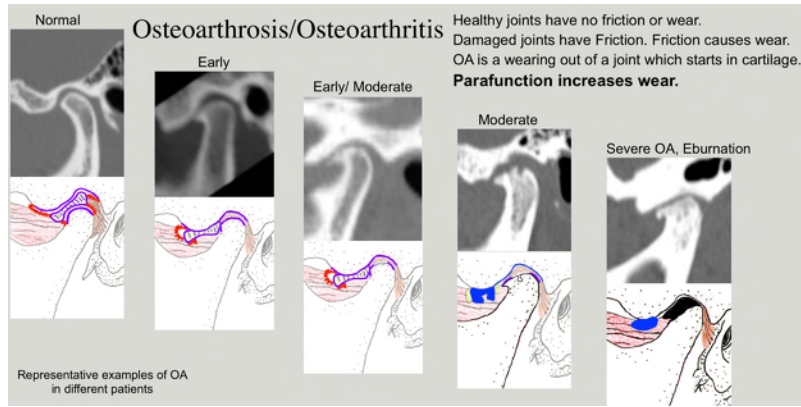 Normal
Osteoarthrosis/Osteoarthritis
Healthy joints have no friction or wear.
Damaged joints have Friction. Friction causes wear.
OA is a wearing out of a joint which starts in cartilage.
Parafunction increases wear.
Early
Early/ Moderate
Moderate
Severe OA, Eburnation
Representative examples of OA
in different patients